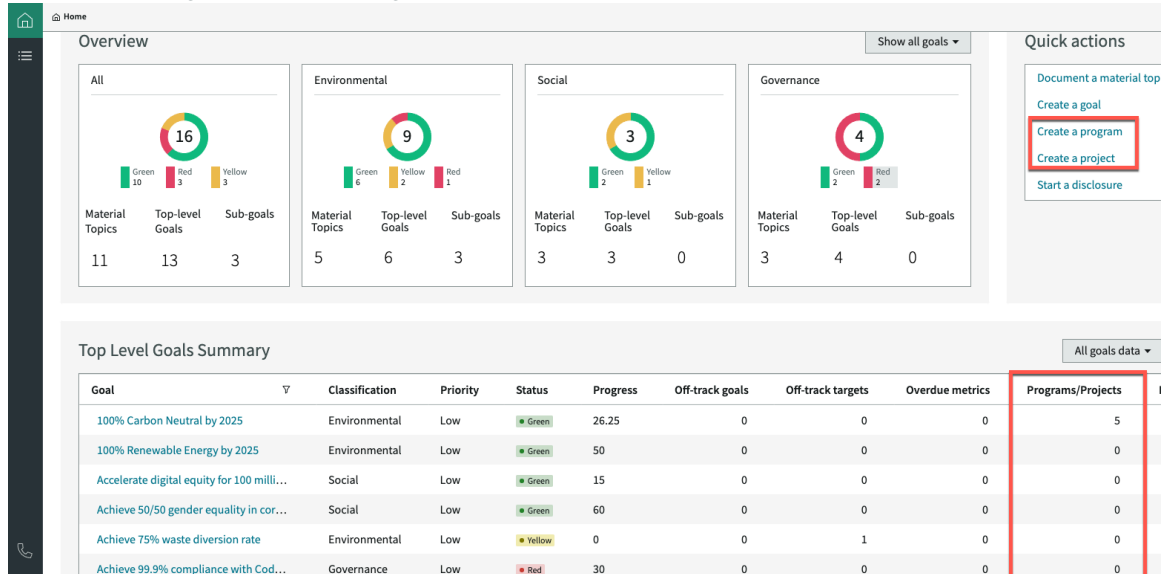 Home
Overview
Show all goals
Quick actions
All
16
Green 10
Red 3
Yellow 3
Material Topics
Top-level Goals
Sub-goals
11 13 3
Environmental
9
Green 6
Yellow 2
Red 1
Material Topics
Top-level Goals
Sub-goals
5 6 3
Social
3
Green 2
Yellow 1
Material Topics
Top-level Goals
Sub-goals
3 3 0
Governance
4
Green 2
Red 2
Material Topics
Top-level Goals
Sub-goals
3 4 0
Document a material top
Create a goal
Create a program
Create a project
Start a disclosure
Top Level Goals Summary
All goals data
Goal Classification Priority Status Progress Off-track goals Off-track targets Overdue metrics Programs/Projects
100% Carbon Neutral by 2025 Environmental Low Green 26.25 0 0 0 5
100% Renewable Energy by 2025 Environmental Low Green 50 0 0 0 0
Accelerate digital equity for 100 milli... Social Low Green 15 0 0 0 0
Achieve 50/50 gender equality in cor... Social Low Green 60 0 0 0 0
Achieve 75% waste diversion rate Environmental Low Yellow 0 0 1 0 0
Achieve 99.9% compliance with Cod... Governance Low Red 30 0 0 0 0